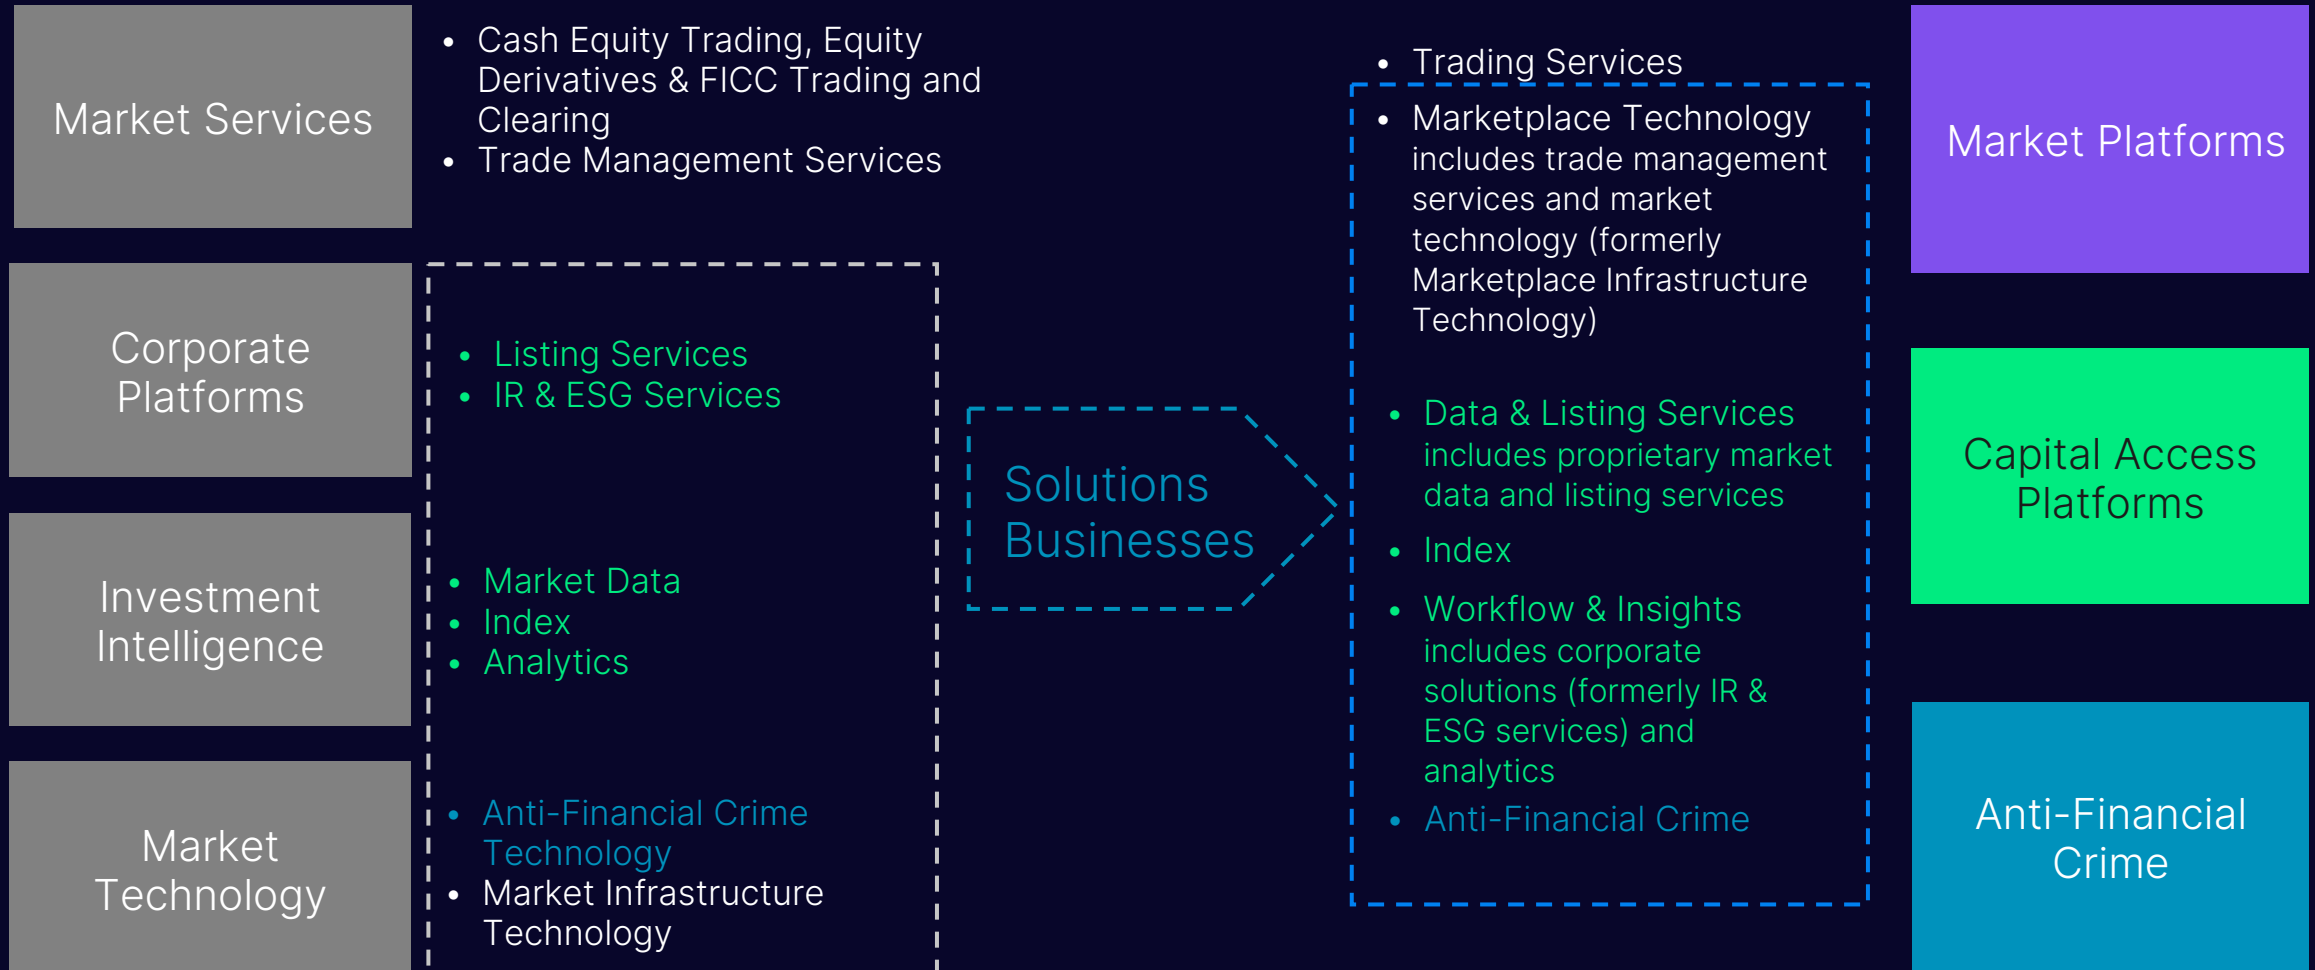 Market Services
• Cash Equity Trading, Equity
Derivatives & FICC Trading and
Clearing
• Trade Management Services
Corporate
Platforms
• Listing Services
• IR & ESG Services
Investment
Intelligence
• Market Data
• Index
• Analytics
Market
Technology
• Anti-Financial Crime
Technology
• Market Infrastructure
Technology
Solutions
Businesses
• Trading Services
• Marketplace Technology
includes trade management
services and market
technology (formerly
Marketplace Infrastructure
Technology)
• Data & Listing Services
includes proprietary market
data and listing services
• Index
• Workflow & Insights
includes corporate
solutions (formerly IR &
ESG services) and
analytics
• Anti-Financial Crime
Market Platforms
Capital Access
Platforms
Anti-Financial
Crime